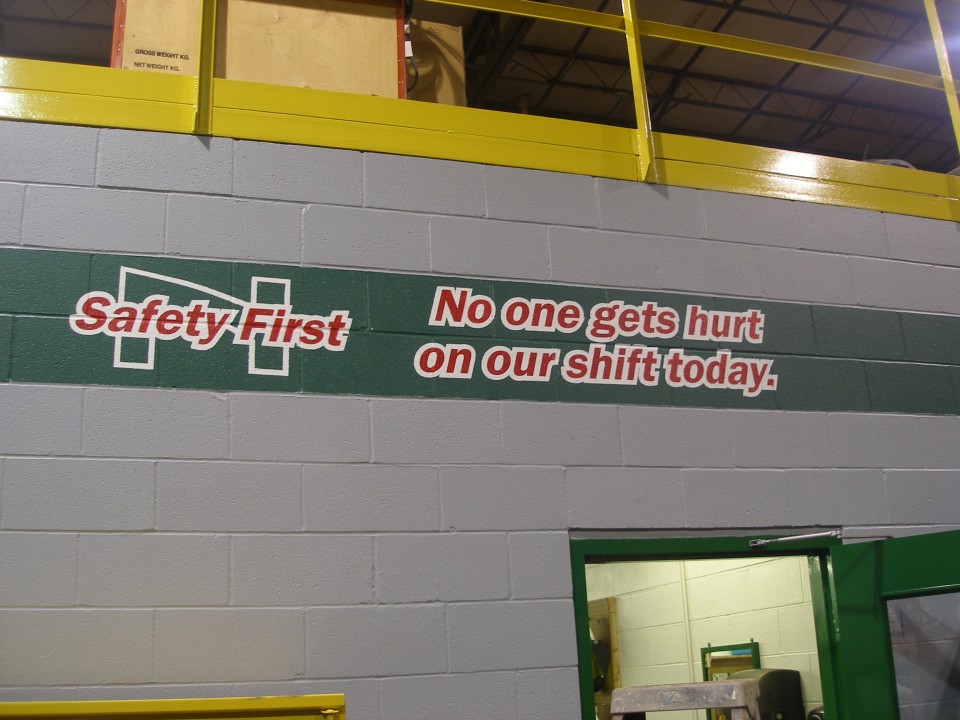 GROSS WEIGHT KG.
NET WEIGHT KG.
Safety First
No one gets hurt
on our shift today.